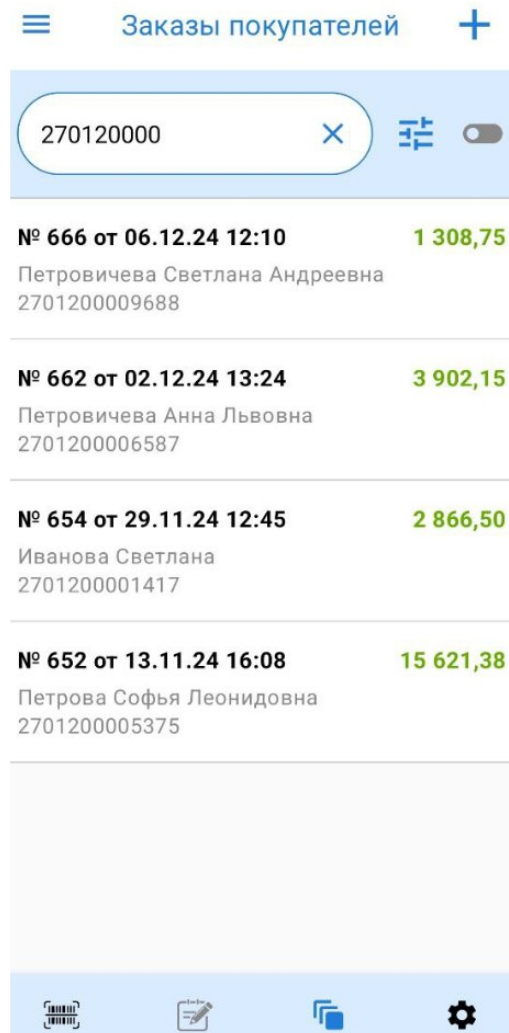 Заказы покупателей
270120000
№ 666 от 06.12.24 12:10 1 308,75
Петровичева Светлана Андреевна
2701200009688
№ 662 от 02.12.24 13:24 3 902,15
Петровичева Анна Львовна
2701200006587
№ 654 от 29.11.24 12:45 2 866,50
Иванова Светлана
2701200001417
№ 652 от 13.11.24 16:08 15 621,38
Петрова Софья Леонидовна
2701200005375